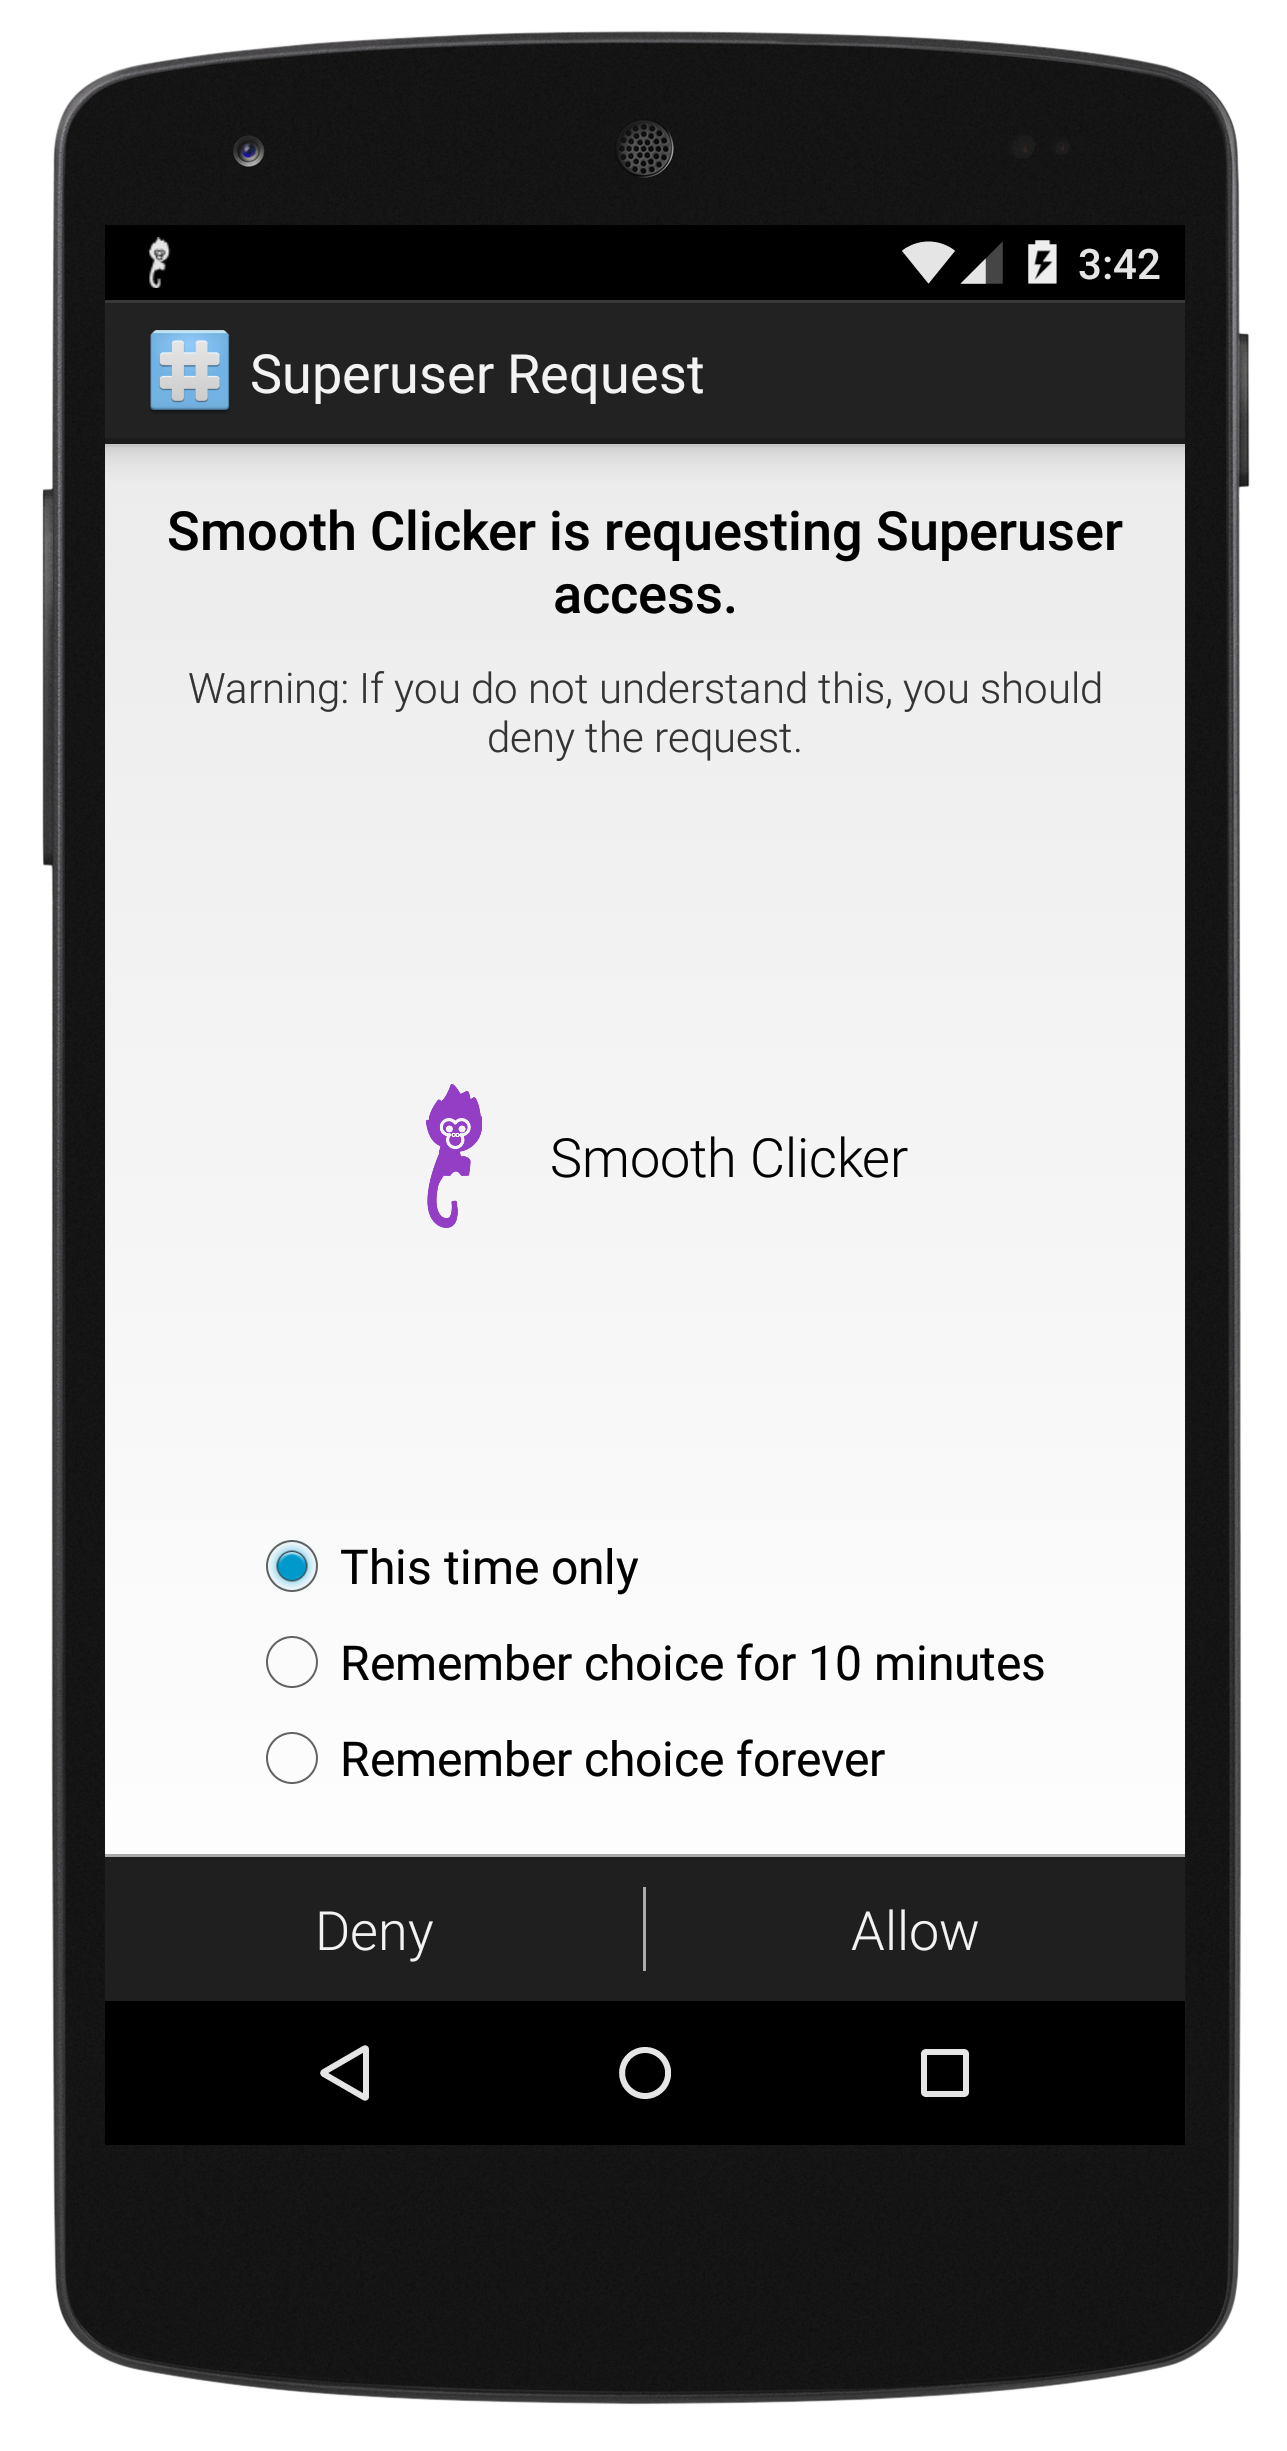 3:42
Superuser Request
Smooth Clicker is requesting Superuser
access.
Warning: If you do not understand this, you should
deny the request.
Smooth Clicker
This time only
Remember choice for 10 minutes
Remember choice forever
Deny
Allow